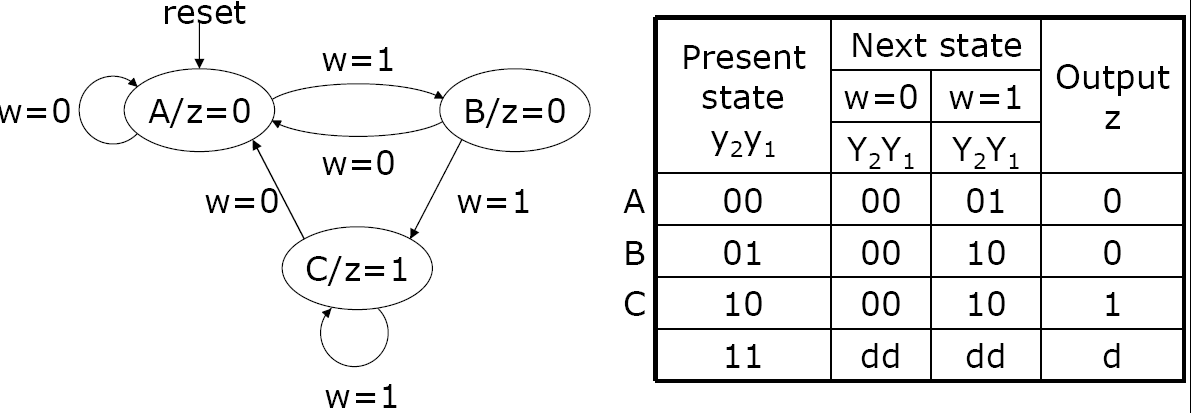 reset
w=1
w=0
A/z=0
B/z=0
w=0
w=0
w=1
C/z=1
w=1
Present state y₂y₁
Next state
Output z
w=0 w=1
Y₂Y₁ Y₂Y₁
A 00 00 01 0
B 01 00 10 0
C 10 00 10 1
11 dd dd d